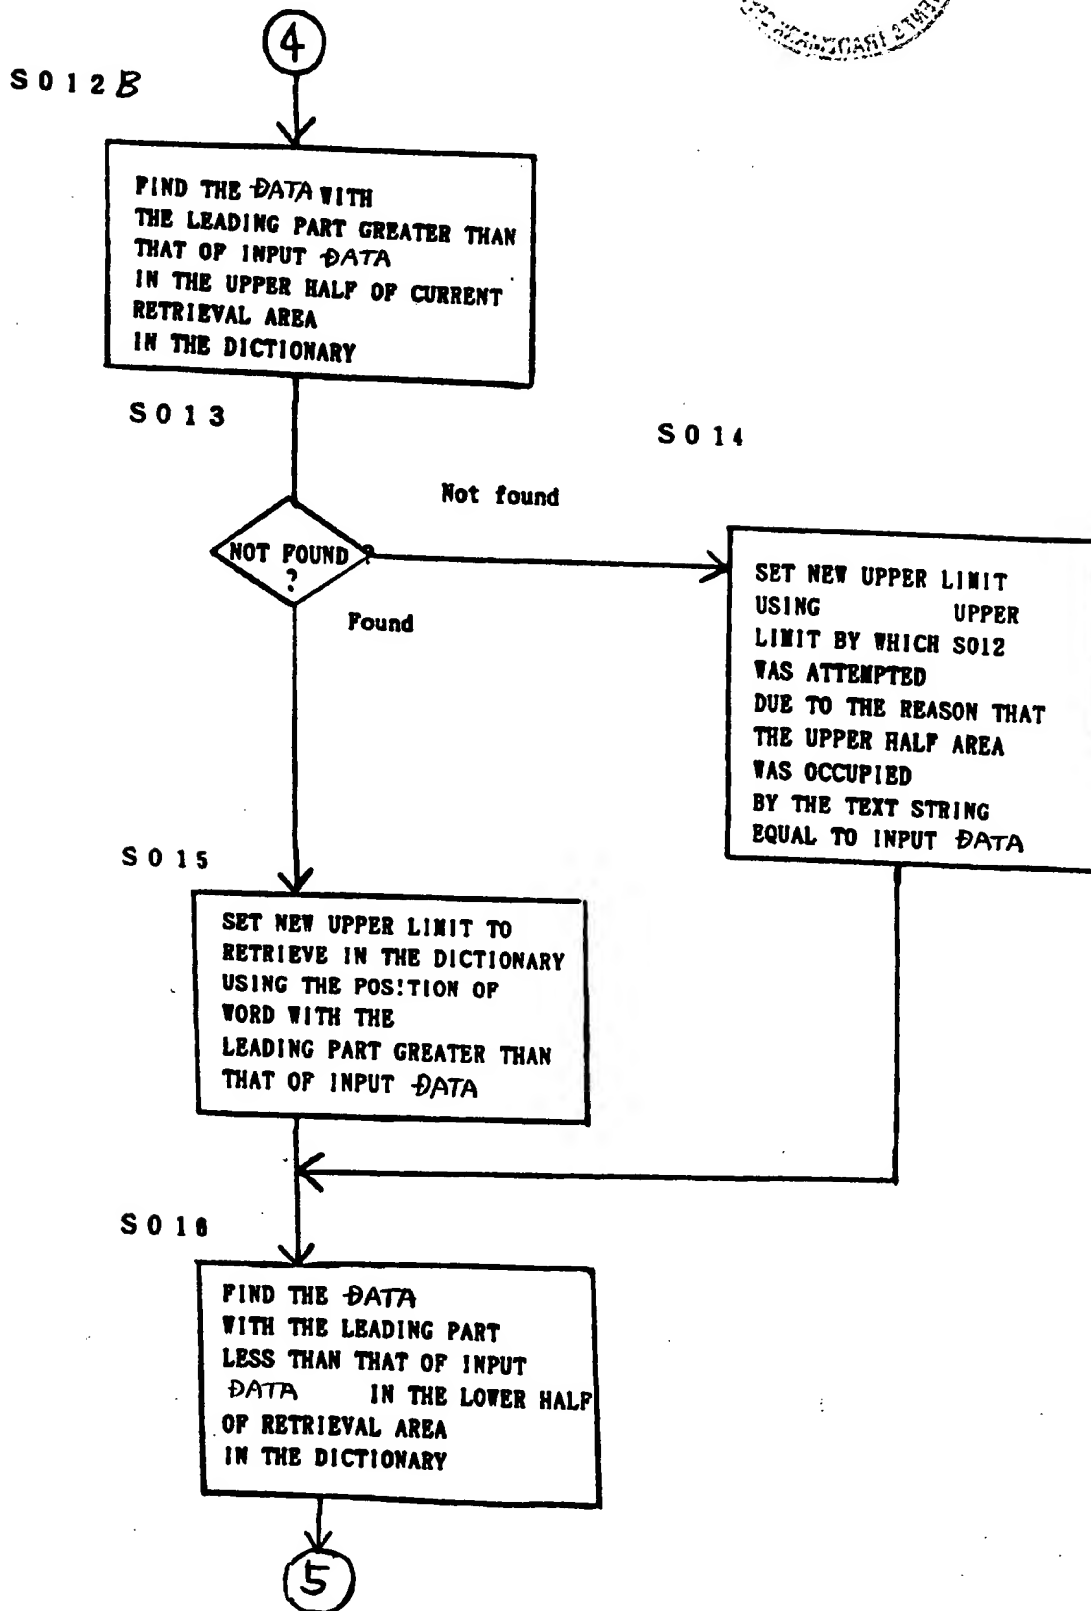 4
S012B
FIND THE DATA WITH
THE LEADING PART GREATER THAN
THAT OF INPUT DATA
IN THE UPPER HALF OF CURRENT
RETRIEVAL AREA
IN THE DICTIONARY
S013
S014
Not found
NOT FOUND ?
?
Found
SET NEW UPPER LIMIT
USING UPPER
LIMIT BY WHICH S012
WAS ATTEMPTED
DUE TO THE REASON THAT
THE UPPER HALF AREA
WAS OCCUPIED
BY THE TEXT STRING
EQUAL TO INPUT DATA
S015
SET NEW UPPER LIMIT TO
RETRIEVE IN THE DICTIONARY
USING THE POSITION OF
WORD WITH THE
LEADING PART GREATER THAN
THAT OF INPUT DATA
S016
FIND THE DATA
WITH THE LEADING PART
LESS THAN THAT OF INPUT
DATA IN THE LOWER HALF
OF RETRIEVAL AREA
IN THE DICTIONARY
5